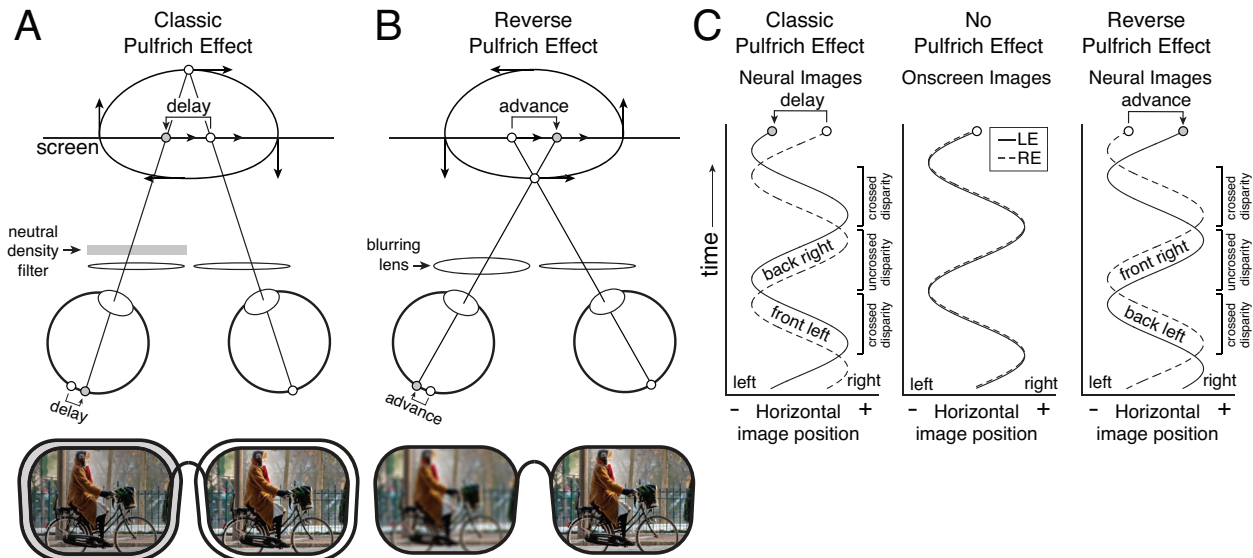 A
Classic
Pulfrich Effect
delay
screen
neutral
density
filter
delay
B
Reverse
Pulfrich Effect
advance
blurring
lens
advance
C
Classic
Pulfrich Effect
Neural Images
delay
time
back right
front left
left
right
crossed
disparity
uncrossed
disparity
crossed
disparity
- Horizontal +
image position
No
Pulfrich Effect
Onscreen Images
LE
RE
left
right
- Horizontal +
image position
Reverse
Pulfrich Effect
Neural Images
advance
front right
back left
left
right
crossed
disparity
uncrossed
disparity
crossed
disparity
- Horizontal +
image position